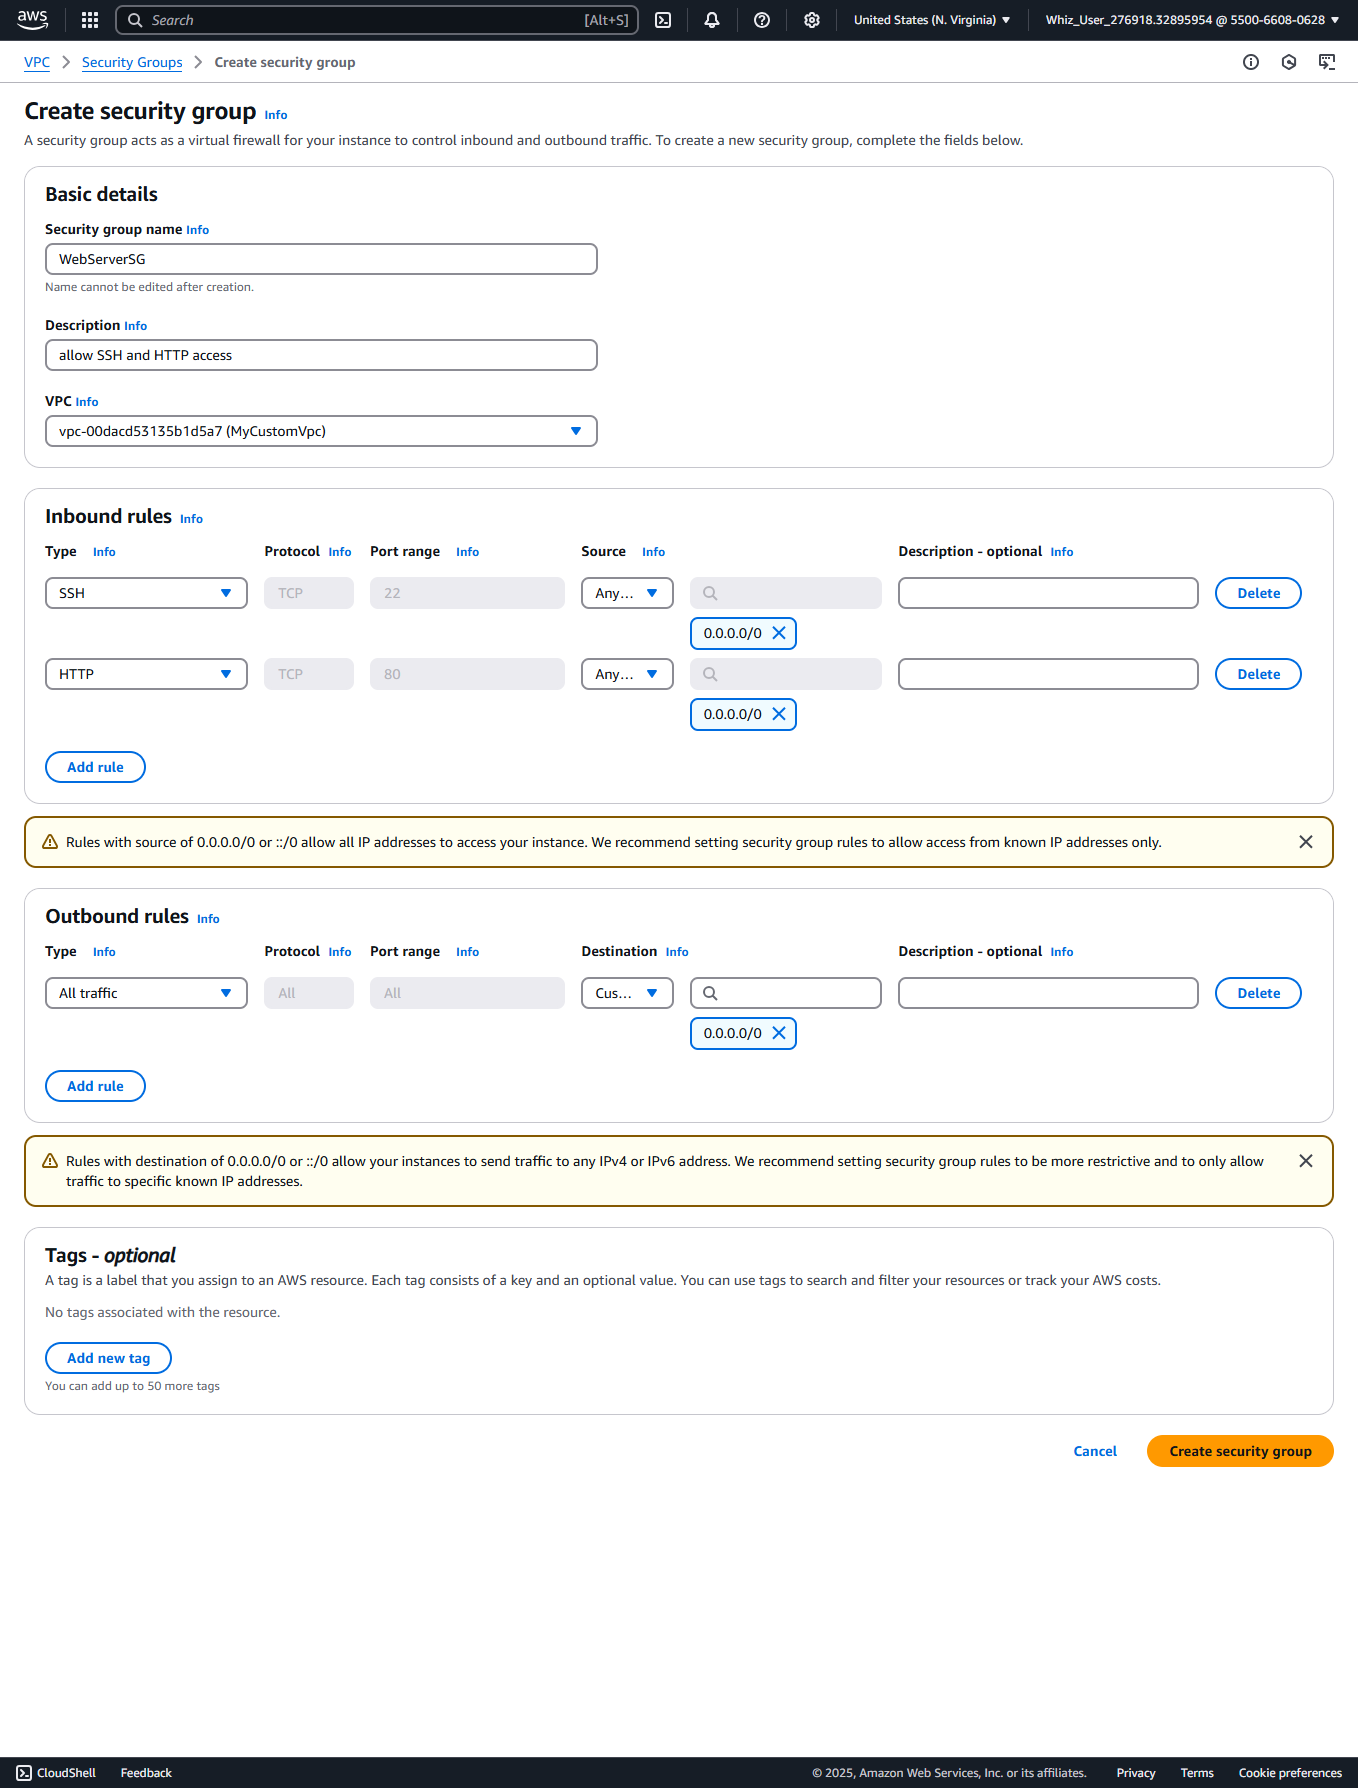 aws
Search [Alt+S] United States (N. Virginia) Whiz_User_276918.32895954 @ 5500-6608-0628
VPC Security Groups Create security group
Create security group Info
A security group acts as a virtual firewall for your instance to control inbound and outbound traffic. To create a new security group, complete the fields below.
Basic details
Security group name Info
WebServerSG
Name cannot be edited after creation.
Description Info
allow SSH and HTTP access
VPC Info
vpc-00dacd53135b1d5a7 (MyCustomVpc)
Inbound rules Info
Type Info Protocol Info Port range Info Source Info Description - optional Info
SSH TCP 22 Any... Delete
0.0.0.0/0
HTTP TCP 80 Any... Delete
0.0.0.0/0
Add rule
Rules with source of 0.0.0.0/0 or ::/0 allow all IP addresses to access your instance. We recommend setting security group rules to allow access from known IP addresses only.
Outbound rules Info
Type Info Protocol Info Port range Info Destination Info Description - optional Info
All traffic All All Cus... Delete
0.0.0.0/0
Add rule
Rules with destination of 0.0.0.0/0 or ::/0 allow your instances to send traffic to any IPv4 or IPv6 address. We recommend setting security group rules to be more restrictive and to only allow
traffic to specific known IP addresses.
Tags - optional
A tag is a label that you assign to an AWS resource. Each tag consists of a key and an optional value. You can use tags to search and filter your resources or track your AWS costs.
No tags associated with the resource.
Add new tag
You can add up to 50 more tags
Cancel Create security group
CloudShell Feedback © 2025, Amazon Web Services, Inc. or its affiliates. Privacy Terms Cookie preferences